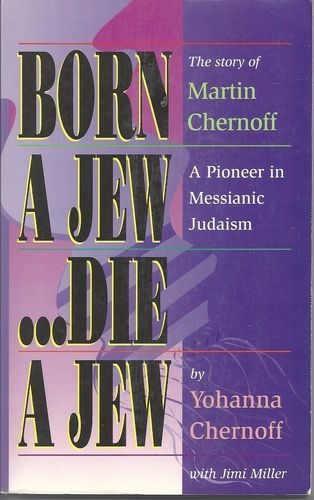 BORN
A JEW
...DIE
A JEW
The story of
Martin
Chernoff
A Pioneer in
Messianic
Judaism
by
Yohanna
Chernoff
with Jimi Miller